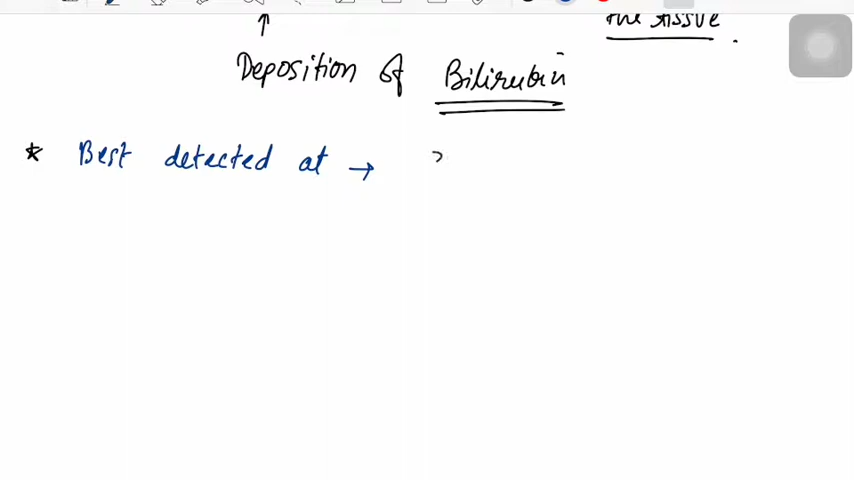 the tissue.
Deposition of Bilirubin
* Best detected at →